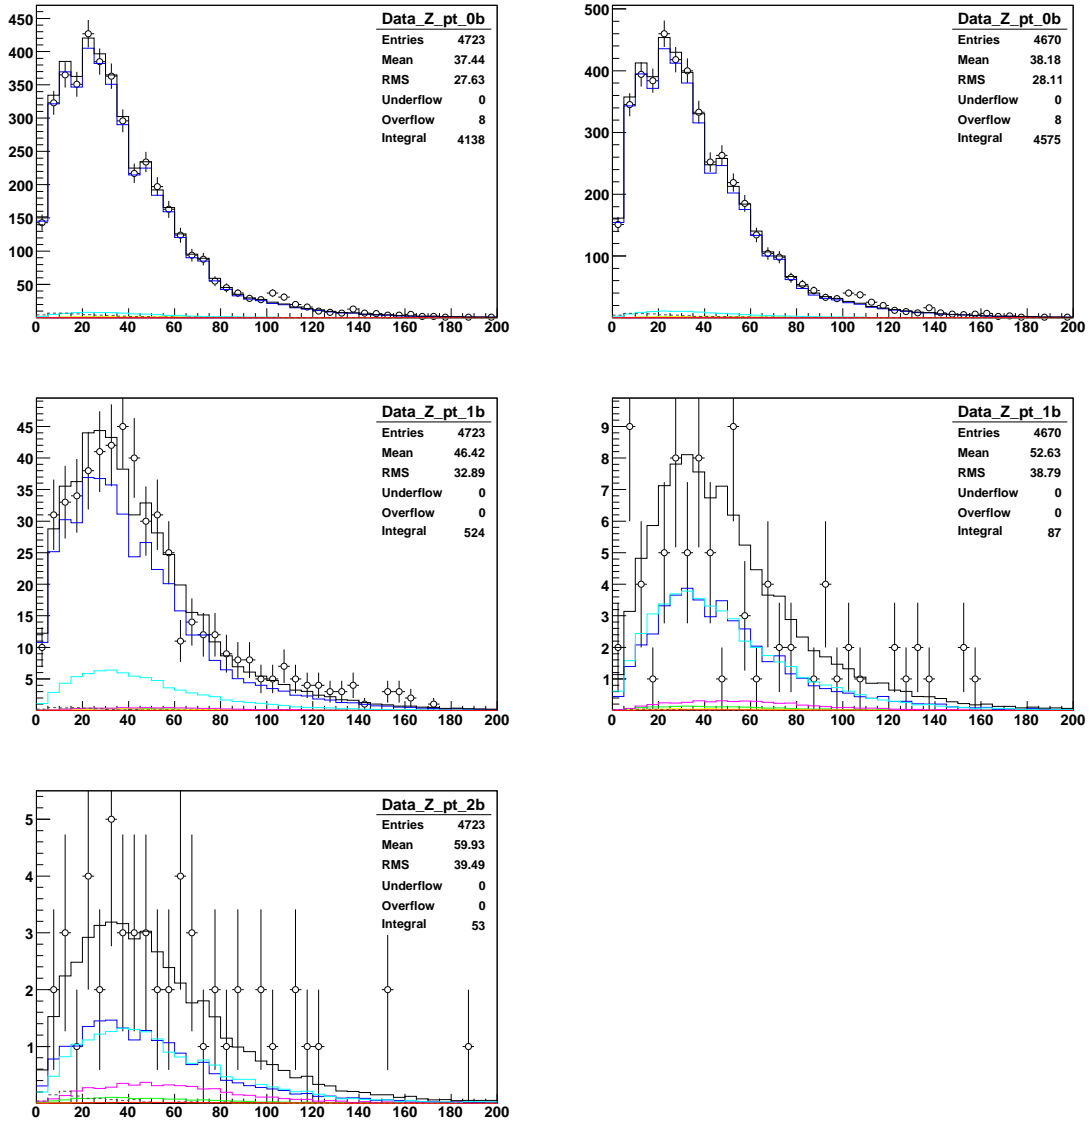 Data_Z_pt_0b
Entries 4723
Mean 37.44
RMS 27.63
Underflow 0
Overflow 8
Integral 4138
450
400
350
300
250
200
150
100
50
0 20 40 60 80 100 120 140 160 180 200
Data_Z_pt_0b
Entries 4670
Mean 38.18
RMS 28.11
Underflow 0
Overflow 8
Integral 4575
500
400
300
200
100
0 20 40 60 80 100 120 140 160 180 200
Data_Z_pt_1b
Entries 4723
Mean 46.42
RMS 32.89
Underflow 0
Overflow 0
Integral 524
45
40
35
30
25
20
15
10
5
0 20 40 60 80 100 120 140 160 180 200
Data_Z_pt_1b
Entries 4670
Mean 52.63
RMS 38.79
Underflow 0
Overflow 0
Integral 87
9
8
7
6
5
4
3
2
1
0 20 40 60 80 100 120 140 160 180 200
Data_Z_pt_2b
Entries 4723
Mean 59.93
RMS 39.49
Underflow 0
Overflow 0
Integral 53
5
4
3
2
1
0 20 40 60 80 100 120 140 160 180 200